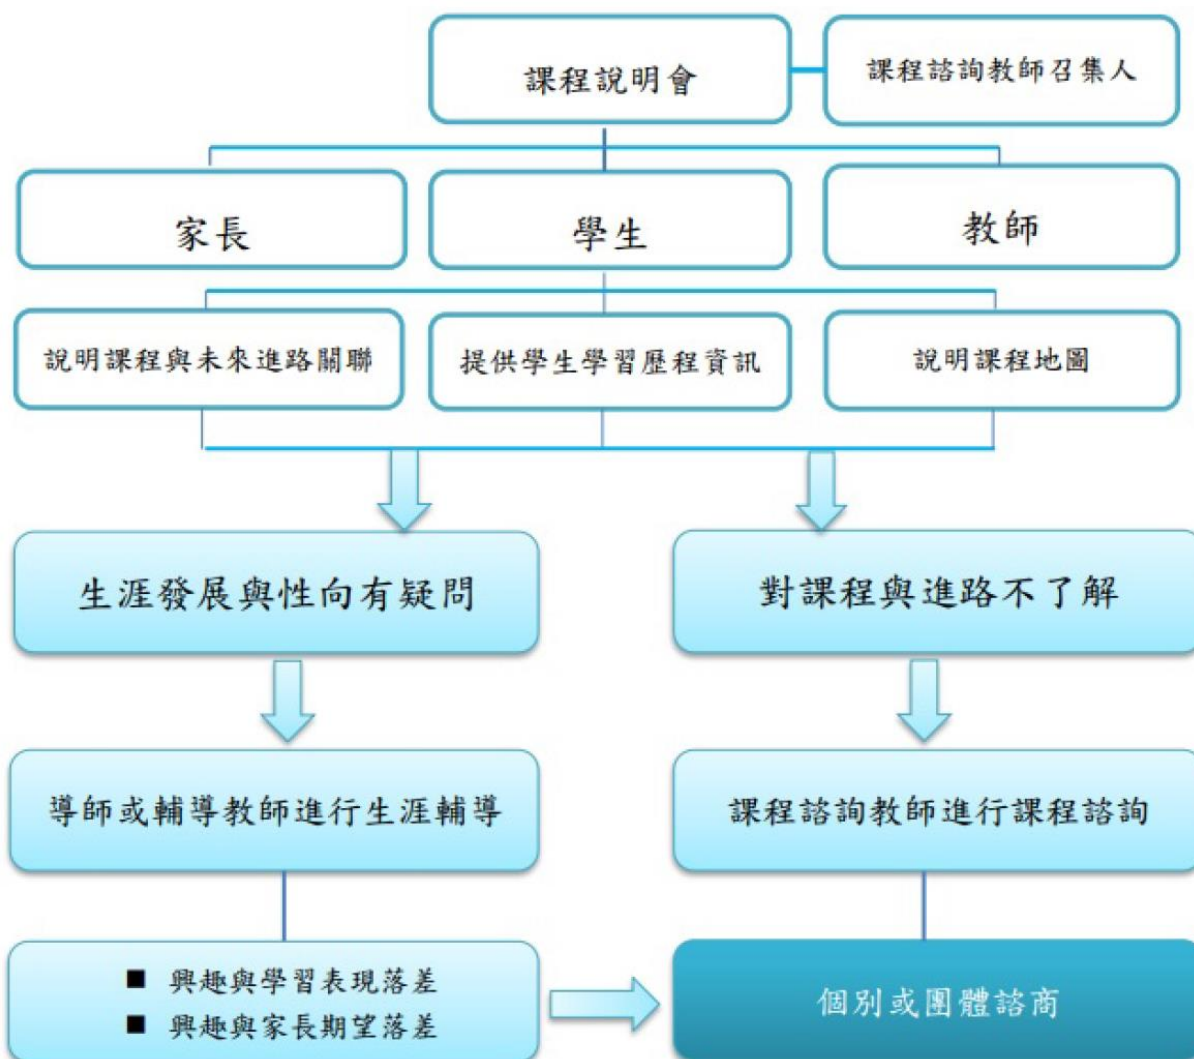 課程說明會
課程諮詢教師召集人
家長
學生
教師
說明課程與未來進路關聯
提供學生學習歷程資訊
說明課程地圖
生涯發展與性向有疑問
對課程與進路不了解
導師或輔導教師進行生涯輔導
課程諮詢教師進行課程諮詢
■ 興趣與學習表現落差
■ 興趣與家長期望落差
個別或團體諮商